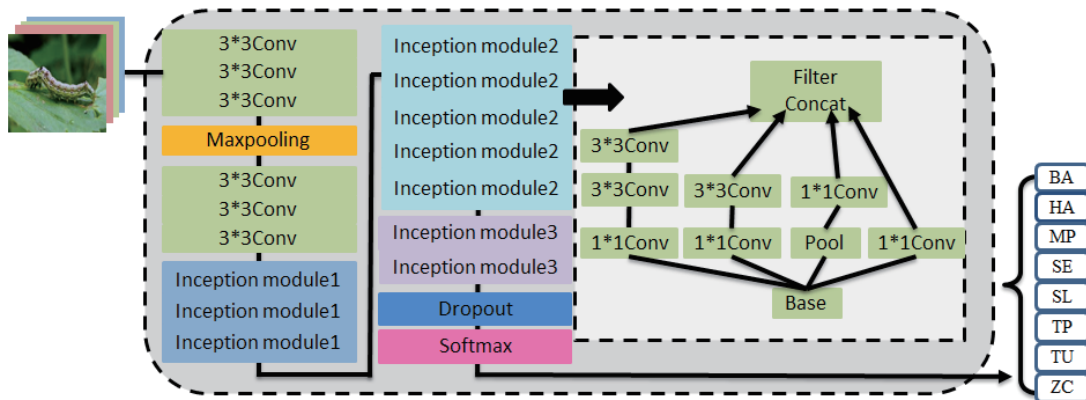 3*3Conv
3*3Conv
3*3Conv
Maxpooling
3*3Conv
3*3Conv
3*3Conv
Inception module1
Inception module1
Inception module1
Inception module2
Inception module2
Inception module2
Inception module2
Inception module2
Inception module3
Inception module3
Dropout
Softmax
Filter
Concat
3*3Conv
3*3Conv
3*3Conv
1*1Conv
1*1Conv
1*1Conv
Pool
1*1Conv
Base
BA
HA
MP
SE
SL
TP
TU
ZC